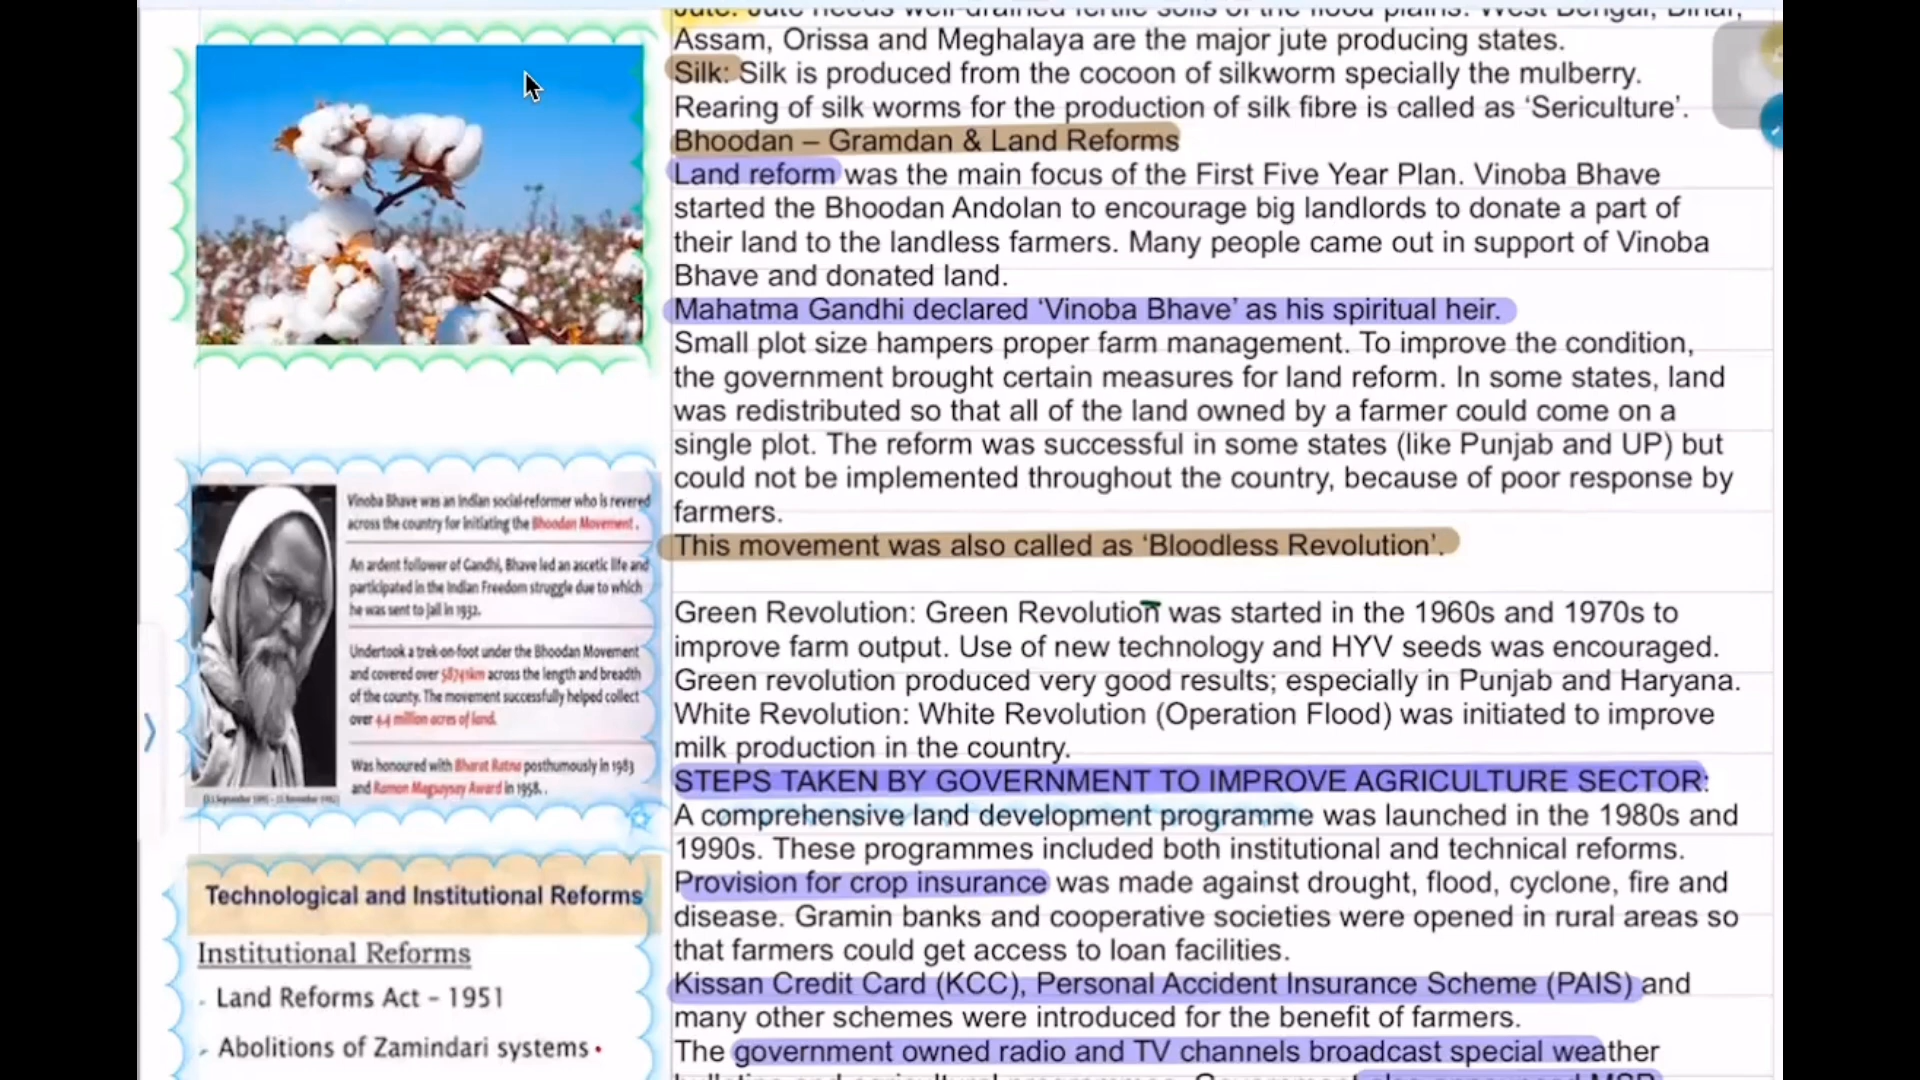 Jute: Jute needs well-drained fertile soils of the flood plains. West Bengal, Bihar,
Assam, Orissa and Meghalaya are the major jute producing states.
Silk: Silk is produced from the cocoon of silkworm specially the mulberry.
Rearing of silk worms for the production of silk fibre is called as ‘Sericulture’.
Bhoodan – Gramdan & Land Reforms
Land reform was the main focus of the First Five Year Plan. Vinoba Bhave
started the Bhoodan Andolan to encourage big landlords to donate a part of
their land to the landless farmers. Many people came out in support of Vinoba
Bhave and donated land.
Mahatma Gandhi declared ‘Vinoba Bhave’ as his spiritual heir.
Small plot size hampers proper farm management. To improve the condition,
the government brought certain measures for land reform. In some states, land
was redistributed so that all of the land owned by a farmer could come on a
single plot. The reform was successful in some states (like Punjab and UP) but
could not be implemented throughout the country, because of poor response by
farmers.
This movement was also called as ‘Bloodless Revolution’.
Green Revolution: Green Revolution was started in the 1960s and 1970s to
improve farm output. Use of new technology and HYV seeds was encouraged.
Green revolution produced very good results; especially in Punjab and Haryana.
White Revolution: White Revolution (Operation Flood) was initiated to improve
milk production in the country.
STEPS TAKEN BY GOVERNMENT TO IMPROVE AGRICULTURE SECTOR:
A comprehensive land development programme was launched in the 1980s and
1990s. These programmes included both institutional and technical reforms.
Provision for crop insurance was made against drought, flood, cyclone, fire and
disease. Gramin banks and cooperative societies were opened in rural areas so
that farmers could get access to loan facilities.
Kissan Credit Card (KCC), Personal Accident Insurance Scheme (PAIS) and
many other schemes were introduced for the benefit of farmers.
The government owned radio and TV channels broadcast special weather
Vinoba Bhave was an Indian social-reformer who is revered
across the country for initiating the Bhoodan Movement.
An ardent follower of Gandhi, Bhave led an ascetic life and
participated in the Indian Freedom struggle due to which
he was sent to jail in 1932.
Undertook a trek-on-foot under the Bhoodan Movement
and covered over 58741km across the length and breadth
of the county. The movement successfully helped collect
over 4.4 million acres of land.
Was honoured with Bharat Ratna posthumously in 1983
and Ramon Magsaysay Award in 1958..
Technological and Institutional Reforms
Institutional Reforms
- Land Reforms Act – 1951
- Abolitions of Zamindari systems